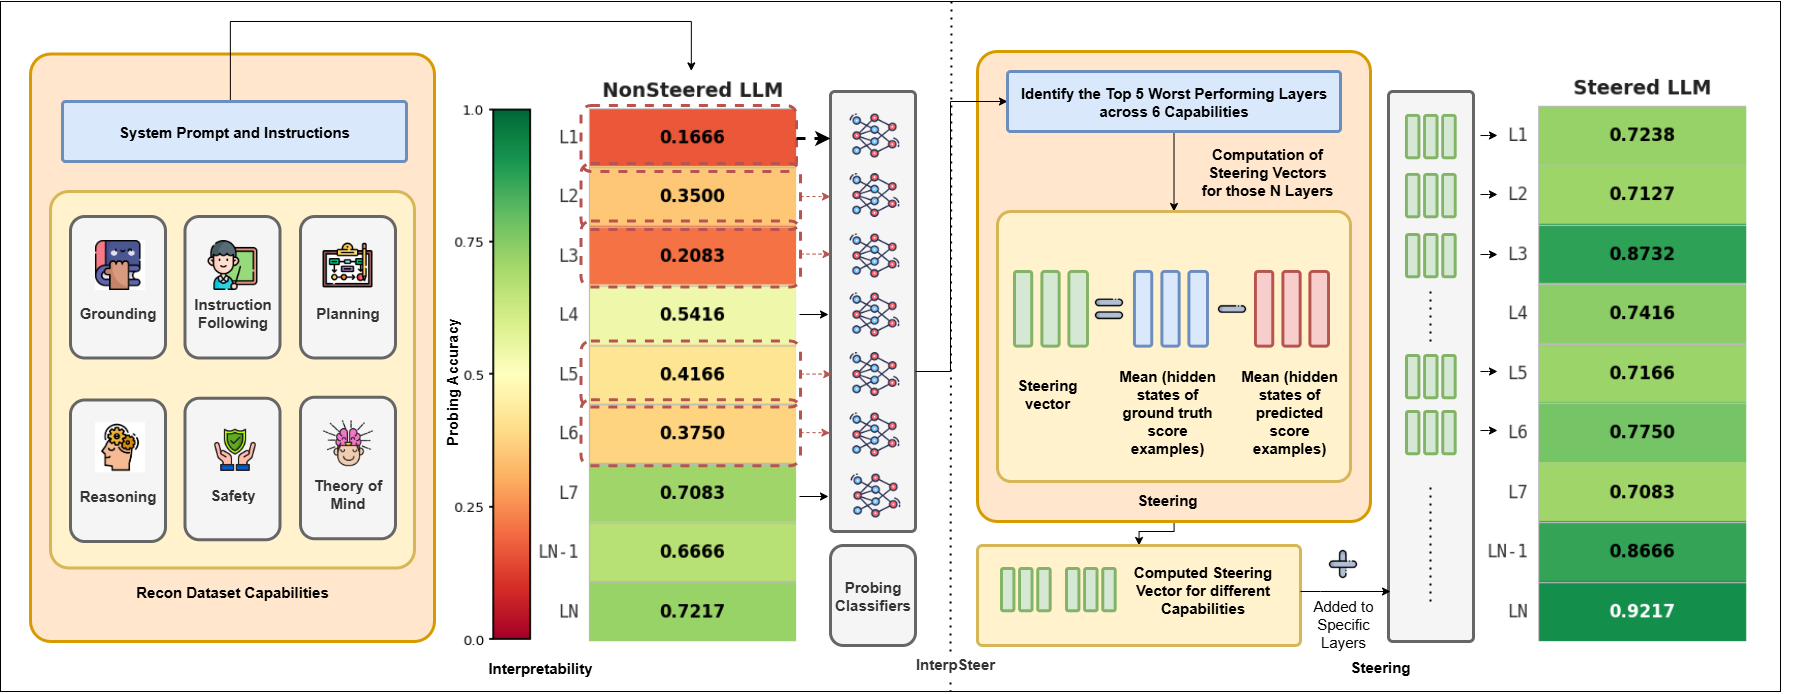 System Prompt and Instructions
Grounding
Instruction
Following
Planning
Reasoning
Safety
Theory of
Mind
Recon Dataset Capabilities
Probing Accuracy
1.0
0.75
0.5
0.25
0.0
NonSteered LLM
L1 0.1666
L2 0.3500
L3 0.2083
L4 0.5416
L5 0.4166
L6 0.3750
L7 0.7083
LN-1 0.6666
LN 0.7217
Probing
Classifiers
Interpretability
InterpSteer
Identify the Top 5 Worst Performing Layers
across 6 Capabilities
Computation of
Steering Vectors
for those N Layers
Steering
vector
Mean (hidden
states of
ground truth
score
examples)
Mean (hidden
states of
predicted
score
examples)
Steering
Computed Steering
Vector for different
Capabilities
Added to
Specific
Layers
Steering
Steered LLM
L1 0.7238
L2 0.7127
L3 0.8732
L4 0.7416
L5 0.7166
L6 0.7750
L7 0.7083
LN-1 0.8666
LN 0.9217